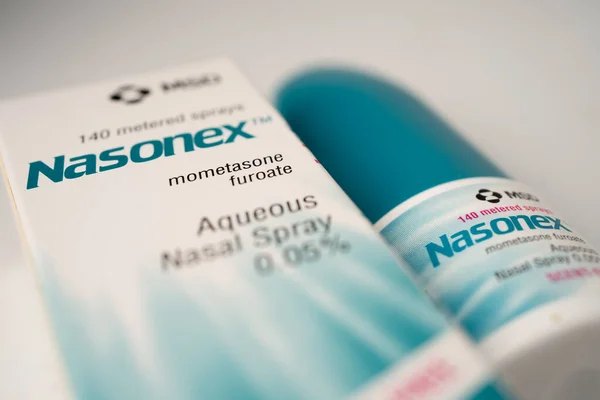 MSD
140 metered sprays
Nasonex™
mometasone
furoate
Aqueous
Nasal Spray
0.05%
MSD
140 metered sprays
Nasonex
mometasone furoate
Nasal Spray